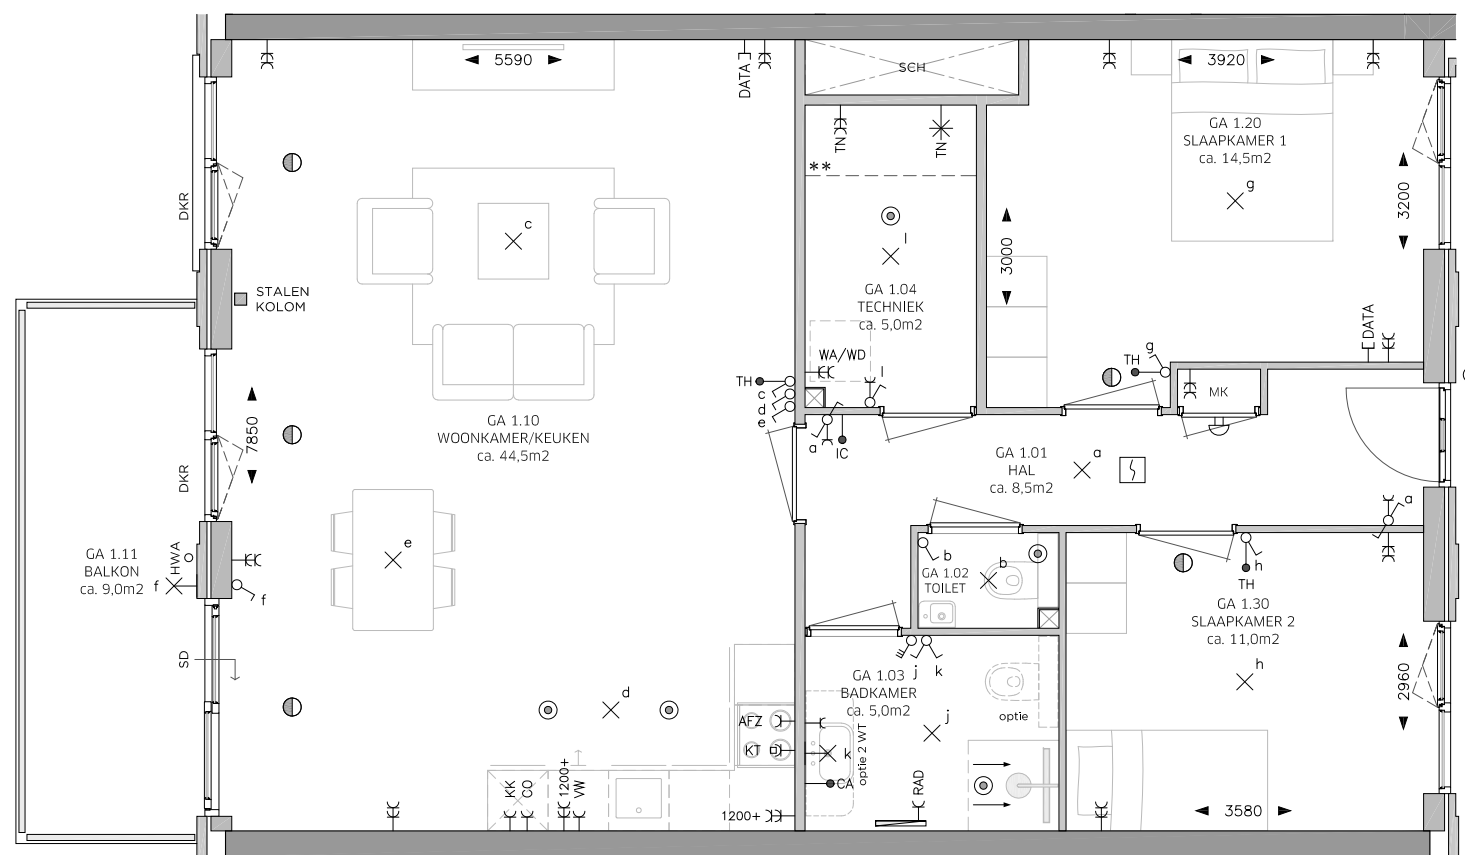 5590
DATA
SCH
3920
GA 1.20
SLAAPKAMER 1
ca. 14,5m2
g
3200
TN
TN
**
DKR
c
l
3000
GA 1.04
TECHNIEK
ca. 5,0m2
STALEN
KOLOM
DATA
WA/WD
TH
c
d
e
l
g
TH
MK
7850
GA 1.10
WOONKAMER/KEUKEN
ca. 44,5m2
a
IC
GA 1.01
HAL
ca. 8,5m2
a
DKR
a
GA 1.11
BALKON
ca. 9,0m2
HWA
f
f
e
b
GA 1.02
TOILET
b
h
TH
GA 1.30
SLAAPKAMER 2
ca. 11,0m2
h
SD
j
k
GA 1.03
BADKAMER
ca. 5,0m2
j
optie
2960
d
AFZ
KT
k
optie 2 WT
CA
RAD
KK
CO
1200+
VW
1200+
3580